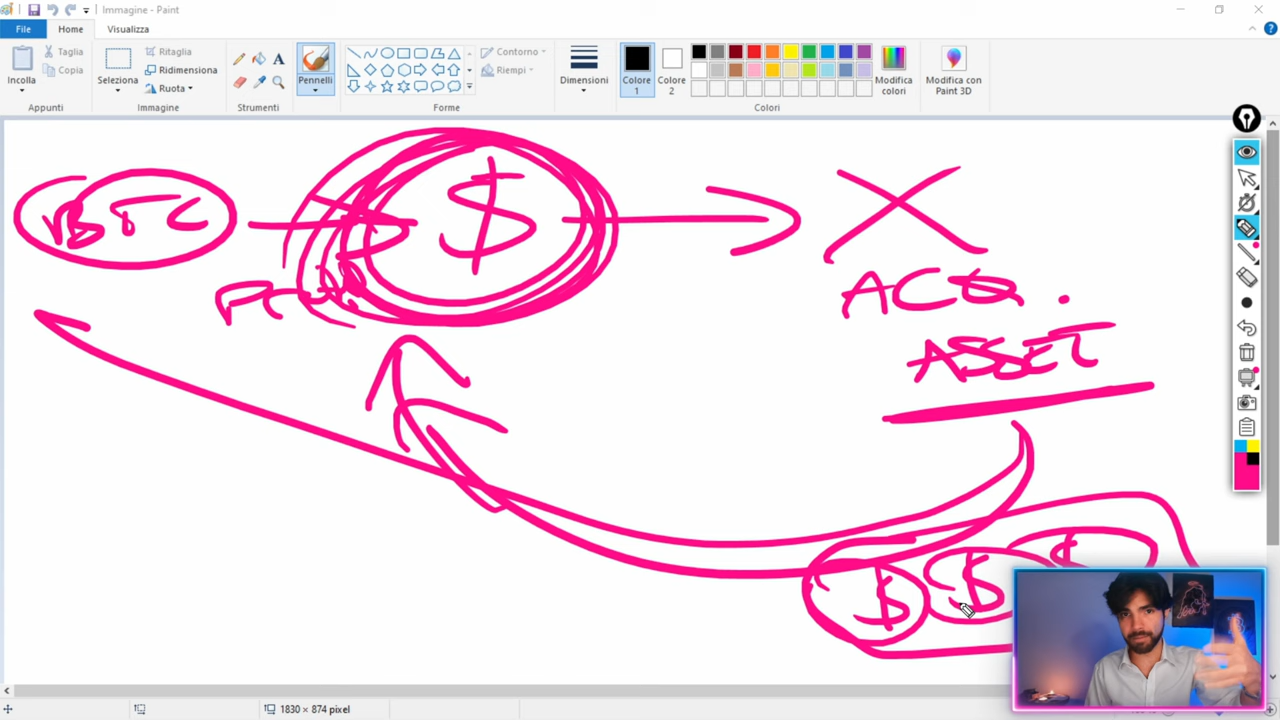 Immagine - Paint
File Home Visualizza
Incolla
Taglia
Copia
Appunti
Seleziona
Ritaglia
Ridimensiona
Ruota
Immagine
A
Pennelli
Strumenti
Contorno
Riempi
Forme
Dimensioni
Colore 1
Colore 2
Modifica colori
Modifica con Paint 3D
Colori
BTC
$
ACQ.
ASSET
$ $ $
1830 × 874 pixel